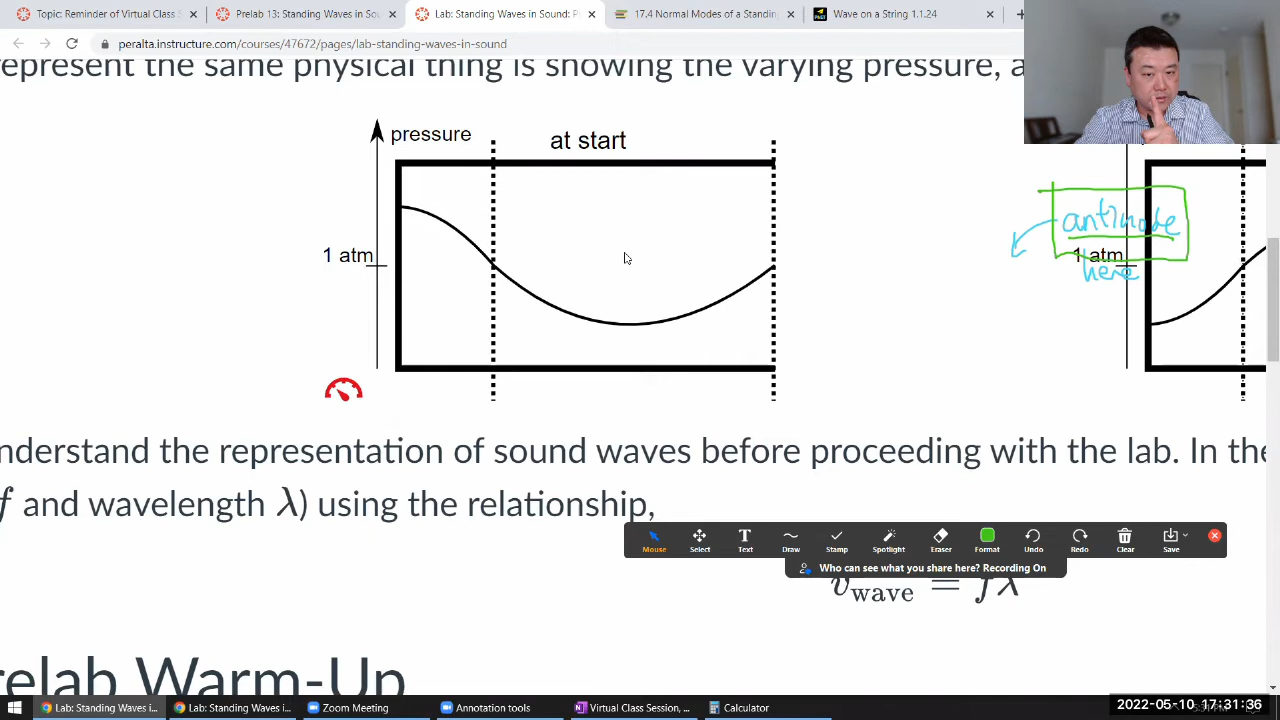 Topic: Reminder of Virtual Class S
Prelab 13: Standing Waves in So
Lab: Standing Waves in Sound: P
17.4 Normal Modes of a Standing
Wave on a String 1.1.24
peralta.instructure.com/courses/47672/pages/lab-standing-waves-in-sound
epresent the same physical thing is showing the varying pressure, a
pressure
at start
1 atm
antinode
1 atm
here
nderstand the representation of sound waves before proceeding with the lab. In the
f and wavelength λ) using the relationship,
Mouse Select Text Draw Stamp Spotlight Eraser Format Undo Redo Clear Save
Who can see what you share here? Recording On
v wave = fλ
relab Warm-Up
Lab: Standing Waves i... Lab: Standing Waves i... Zoom Meeting Annotation tools Virtual Class Session, ... Calculator
2022-05-10 17:31:36